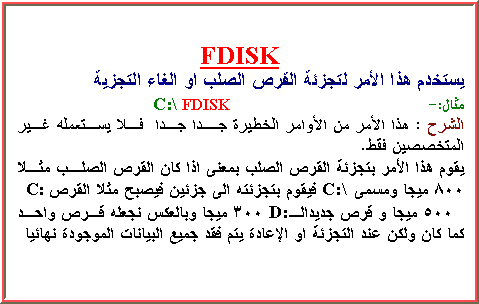 FDISK
يستخدم هذا الأمر لتجزئة القرص الصلب او الغاء التجزية
مثال:- C:\ FDISK
الشرح : هذا الأمر من الأوامر الخطيرة جدا جدا فلا يستعمله غير
المتخصصين فقط.
يقوم هذا الأمر بتجزئة القرص الصلب بمعنى اذا كان القرص الصلب مثلا
٨٠٠ ميجا ومسمى C:\ فيقوم بتجزئته الى جزئين فيصبح مثلا القرص C:
٥٠٠ ميجا و قرص جديدالـ:D ٣٠٠ ميجا وبالعكس نجعله قرص واحد
كما كان ولكن عند التجزئة او الإعادة يتم فقد جميع البيانات الموجودة نهائيا